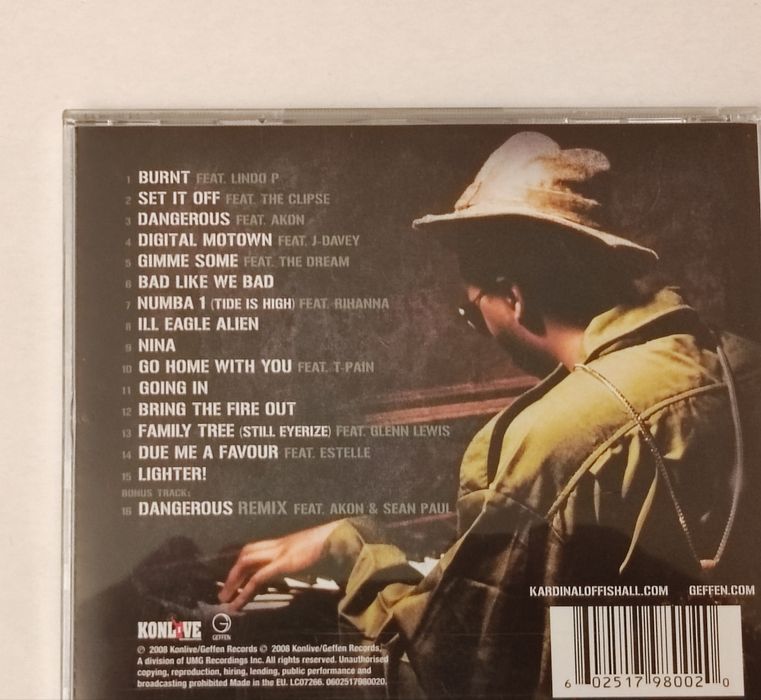 1 BURNT FEAT. LINDO P
2 SET IT OFF FEAT. THE CLIPSE
3 DANGEROUS FEAT. AKON
4 DIGITAL MOTOWN FEAT. J-DAVEY
5 GIMME SOME FEAT. THE DREAM
6 BAD LIKE WE BAD
7 NUMBA 1 (TIDE IS HIGH) FEAT. RIHANNA
8 ILL EAGLE ALIEN
9 NINA
10 GO HOME WITH YOU FEAT. T-PAIN
11 GOING IN
12 BRING THE FIRE OUT
13 FAMILY TREE (STILL EYERIZE) FEAT. GLENN LEWIS
14 DUE ME A FAVOUR FEAT. ESTELLE
15 LIGHTER!
BONUS TRACK:
16 DANGEROUS REMIX FEAT. AKON & SEAN PAUL
KARDINALOFFISHALL.COM GEFFEN.COM
KONLIVE GEFFEN
℗ 2008 Konlive/Geffen Records © 2008 Konlive/Geffen Records.
A division of UMG Recordings Inc. All rights reserved. Unauthorised
copying, reproduction, hiring, lending, public performance and
broadcasting prohibited Made in the EU. LC07266. 0602517980020.
6 02517 98002 0